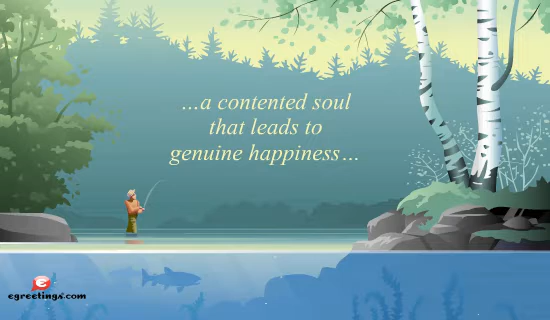 ...a contented soul
that leads to
genuine happiness...
egreetings.com